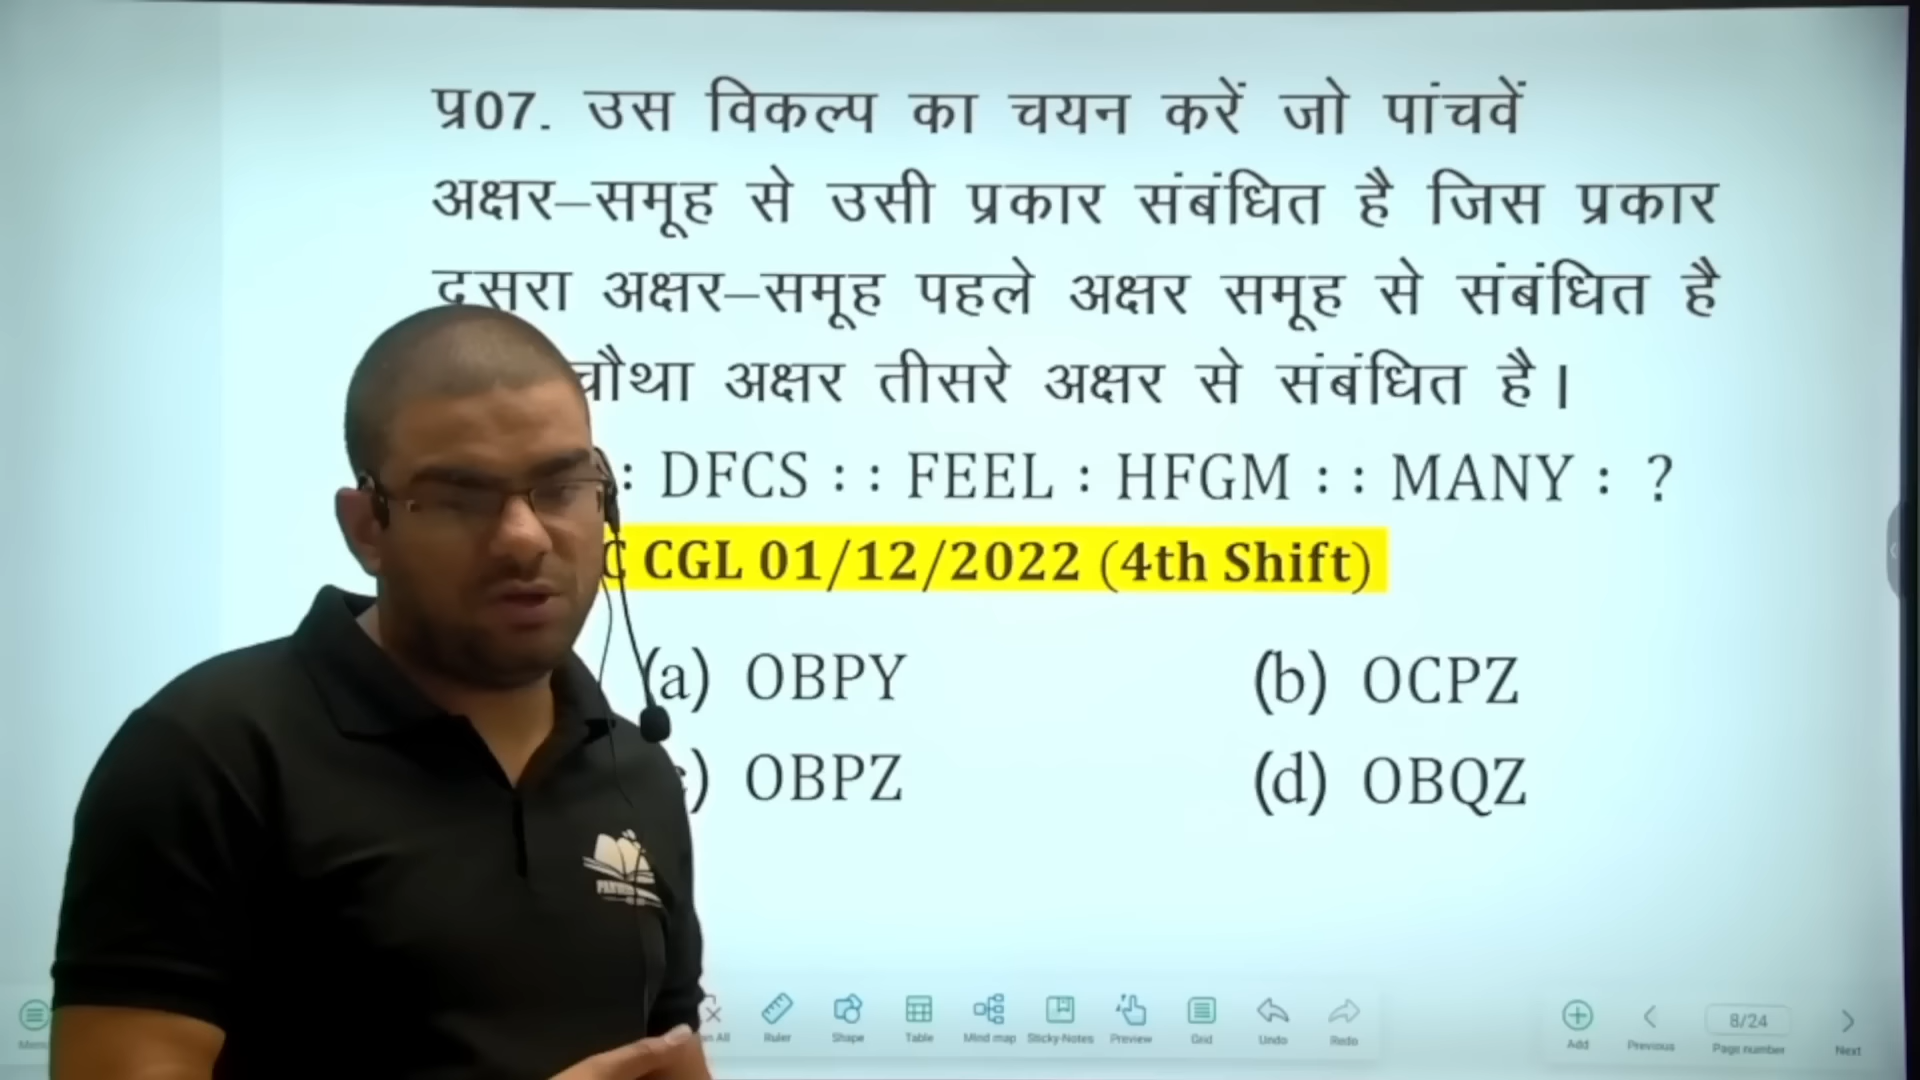 प्र07. उस विकल्प का चयन करें जो पांचवें
अक्षर–समूह से उसी प्रकार संबंधित है जिस प्रकार
दूसरा अक्षर–समूह पहले अक्षर समूह से संबंधित है
चौथा अक्षर तीसरे अक्षर से संबंधित है।
: DFCS : : FEEL : HFGM : : MANY : ?
C CGL 01/12/2022 (4th Shift)
(a) OBPY (b) OCPZ
) OBPZ (d) OBQZ
Ruler Shape Table Mind map Sticky-Notes Preview Grid Undo Redo Add Previous 8/24 Page number Next